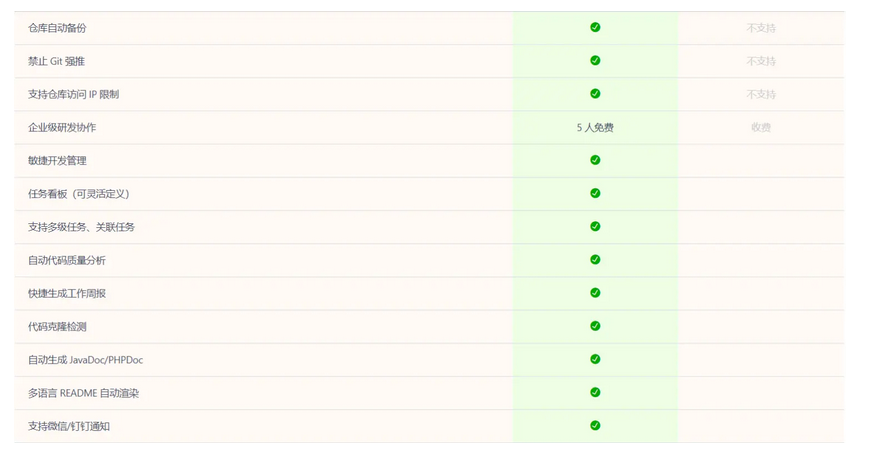 仓库自动备份 不支持
禁止 Git 强推 不支持
支持仓库访问 IP 限制 不支持
企业级研发协作 5 人免费 收费
敏捷开发管理
任务看板（可灵活定义）
支持多级任务、关联任务
自动代码质量分析
快捷生成工作周报
代码克隆检测
自动生成 JavaDoc/PHPDoc
多语言 README 自动渲染
支持微信/钉钉通知